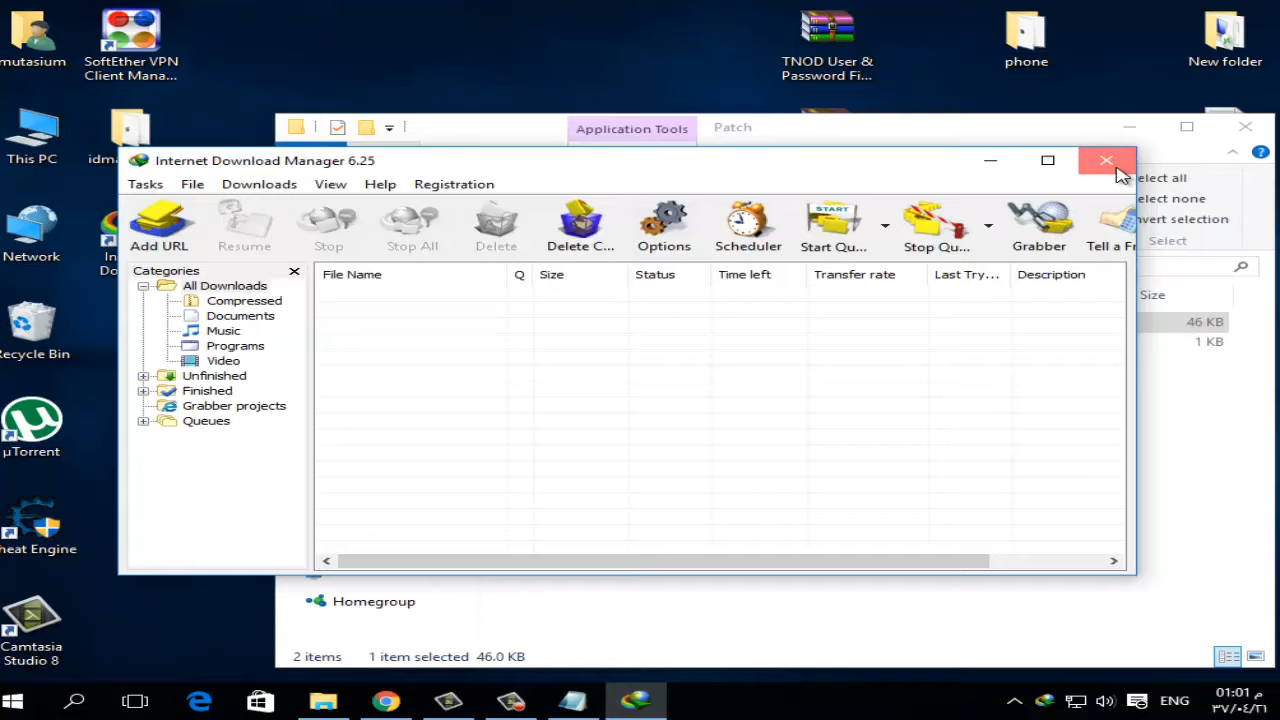 mutasium
SoftEther VPN
Client Mana...
TNOD User &
Password Fi...
phone
New folder
This PC
Network
Recycle Bin
µTorrent
Cheat Engine
Camtasia
Studio 8
Application Tools
Patch
Internet Download Manager 6.25
Tasks File Downloads View Help Registration
Add URL
Resume
Stop
Stop All
Delete
Delete C...
Options
Scheduler
START
Start Qu...
Stop Qu...
Grabber
Tell a Fr
Categories
All Downloads
Compressed
Documents
Music
Programs
Video
Unfinished
Finished
Grabber projects
Queues
File Name Q Size Status Time left Transfer rate Last Try... Description
elect all
elect none
nvert selection
Select
Size
46 KB
1 KB
Homegroup
2 items 1 item selected 46.0 KB
ENG
م 01:01
٣٧/٠٤/٢١